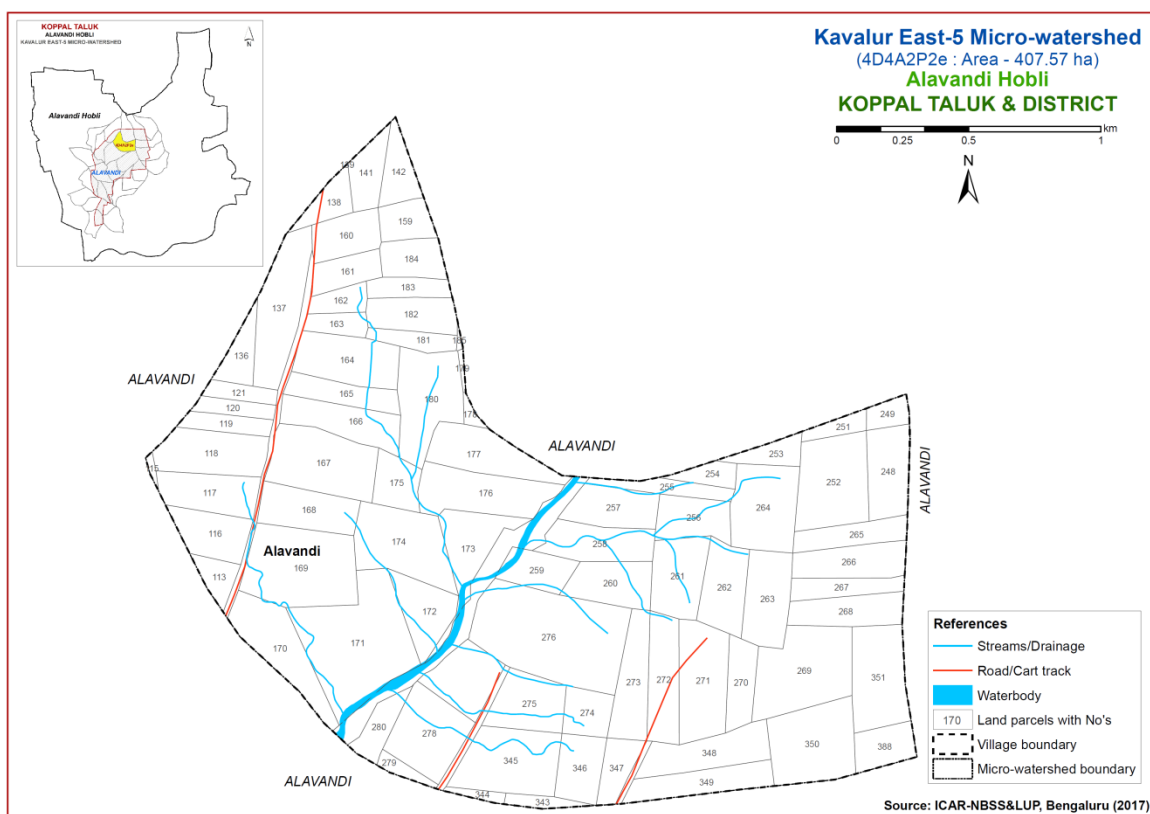 KOPPAL TALUK
ALAVANDI HOBLI
KAVALUR EAST-5 MICRO-WATERSHED
N
Alavandi Hobli
ALAVANDI
Kavalur East-5 Micro-watershed
(4D4A2P2e : Area - 407.57 ha)
Alavandi Hobli
KOPPAL TALUK & DISTRICT
km
0 0.25 0.5 1
N
139 141 142
138
159
160
184
161
183
162
137
182
163
181 185
164 179
136
180
121 165
120 178
166
119
249
251
177
118 253
248
167 254
252
175 255
117 176
264
257
168
256
116 265
174 173 258
266
169 259
113 260 261 262 263 267
268
172
276
170 171
269
273 272 271 270 351
275
274
280 278
388
348 350
345 346 347
279
349
344 343
ALAVANDI
ALAVANDI
ALAVANDI
ALAVANDI
Alavandi
References
Streams/Drainage
Road/Cart track
Waterbody
170 Land parcels with No's
Village boundary
Micro-watershed boundary
Source: ICAR-NBSS&LUP, Bengaluru (2017)